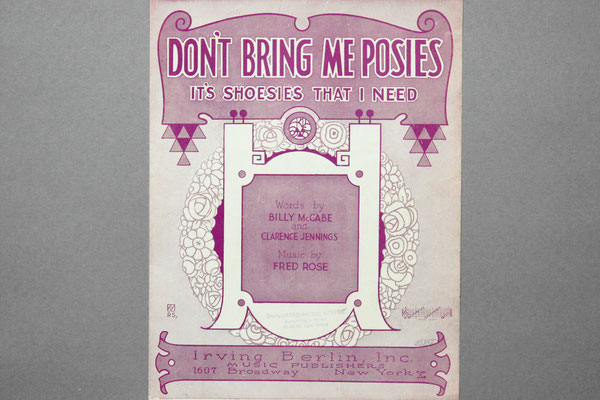 DON'T BRING ME POSIES
IT'S SHOESIES THAT I NEED
Words by
BILLY McCABE
and
CLARENCE JENNINGS
Music by
FRED ROSE
RS
Irving Berlin, Inc.
MUSIC PUBLISHERS
1607 Broadway New York